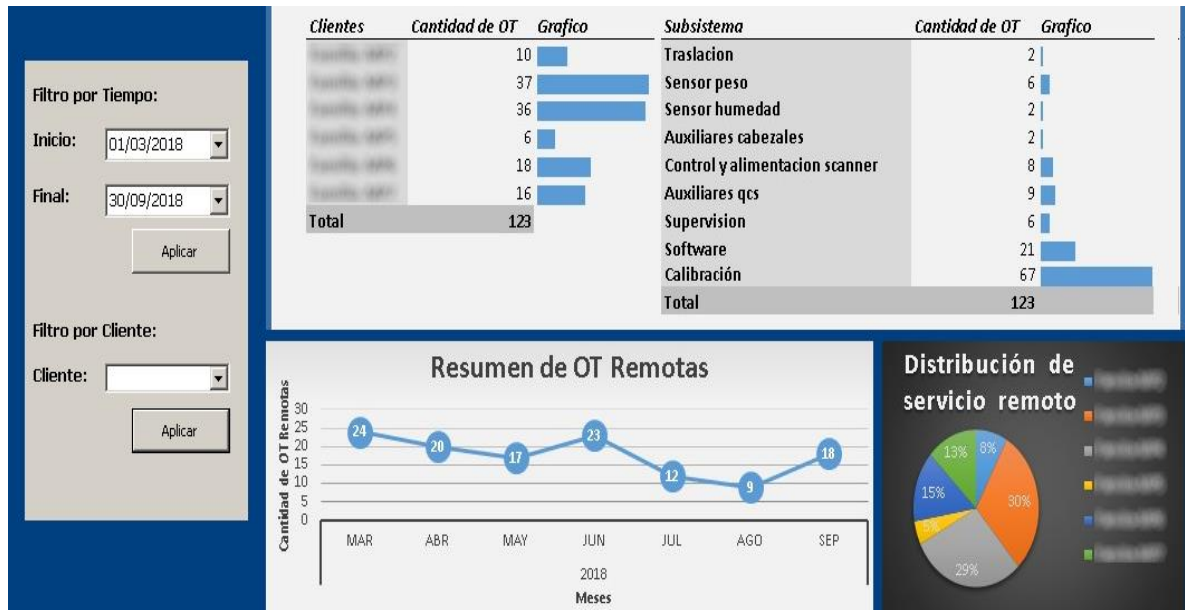 Filtro por Tiempo:
Inicio: 01/03/2018
Final: 30/09/2018
Aplicar
Filtro por Cliente:
Cliente:
Aplicar
Clientes Cantidad de OT Grafico
10
37
36
6
18
16
Total 123
Subsistema Cantidad de OT Grafico
Traslacion 2
Sensor peso 6
Sensor humedad 2
Auxiliares cabezales 2
Control y alimentacion scanner 8
Auxiliares qcs 9
Supervision 6
Software 21
Calibración 67
Total 123
Resumen de OT Remotas
Cantidad de OT Remotas
30
25
20
15
10
5
0
24
20
17
23
12
9
18
MAR ABR MAY JUN JUL AGO SEP
2018
Meses
Distribución de
servicio remoto
13% 8%
15% 30%
5%
29%